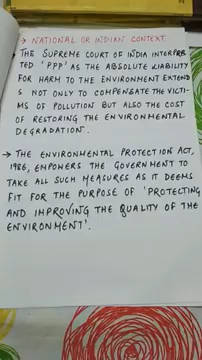 → NATIONAL OR INDIAN CONTEXT
→ THE SUPREME COURT OF INDIA INTERPRE
TED 'PPP' AS THE ABSOLUTE LIABILITY
FOR HARM TO THE ENVIRONMENT EXTEND
S NOT ONLY TO COMPENSATE THE VICTI-
MS OF POLLUTION BUT ALSO THE COST
OF RESTORING THE ENVIRONMENTAL
DEGRADATION.
→ THE ENVIRONMENTAL PROTECTION ACT,
1986, EMPOWERS THE GOVERNMENT TO
TAKE ALL SUCH MEASURES AS IT DEEMS
FIT FOR THE PURPOSE OF 'PROTECTING
AND IMPROVING THE QUALITY OF THE
ENVIRONMENT'.